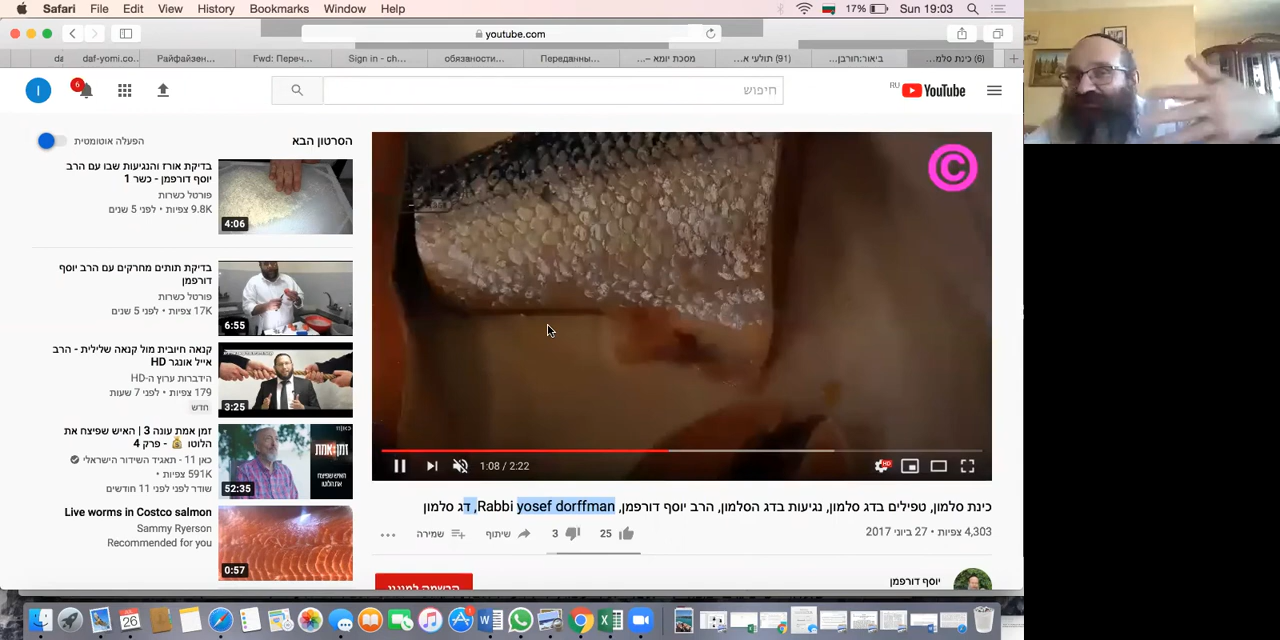 Safari File Edit View History Bookmarks Window Help
17% Sun 19:03
youtube.com
da daf-yomi.co... Райфайзен... Fwd: Переч... Sign in - ch... обязаности... Переданны... מסכת יומא –... (91) תולעי א... ביאור:חורבן... (6) כינת סלמ...
6
חיפוש
RU
YouTube
הסרטון הבא
הפעלה אוטומטית
בדיקת אורז והנגיעות שבו עם הרב
יוסף דורפמן - כשר 1
פורטל כשרות
9.8K צפיות • לפני 5 שנים
4:06
בדיקת תותים מחרקים עם הרב יוסף
דורפמן
פורטל כשרות
17K צפיות • לפני 5 שנים
6:55
קנאה חיובית מול קנאה שלילית - הרב
אייל אונגר HD
הידברות ערוץ ה-HD
179 צפיות • לפני 7 שעות
חדש
3:25
זמן אמת עונה 3 | האיש שפיצח את
הלוטו 💰 - פרק 4
כאן 11 - תאגיד השידור הישראלי
591K צפיות •
שודר לפני לפני 11 חודשים
52:35
Live worms in Costco salmon
Sammy Ryerson
Recommended for you
0:57
©
1:08 / 2:22
HD
כינת סלמון, טפילים בדג סלמון, נגיעות בדג הסלמון, הרב יוסף דורפמן, Rabbi yosef dorffman, דג סלמון
4,303 צפיות • 27 ביוני 2017
25 3 שיתוף שמירה
יוסף דורפמן
26